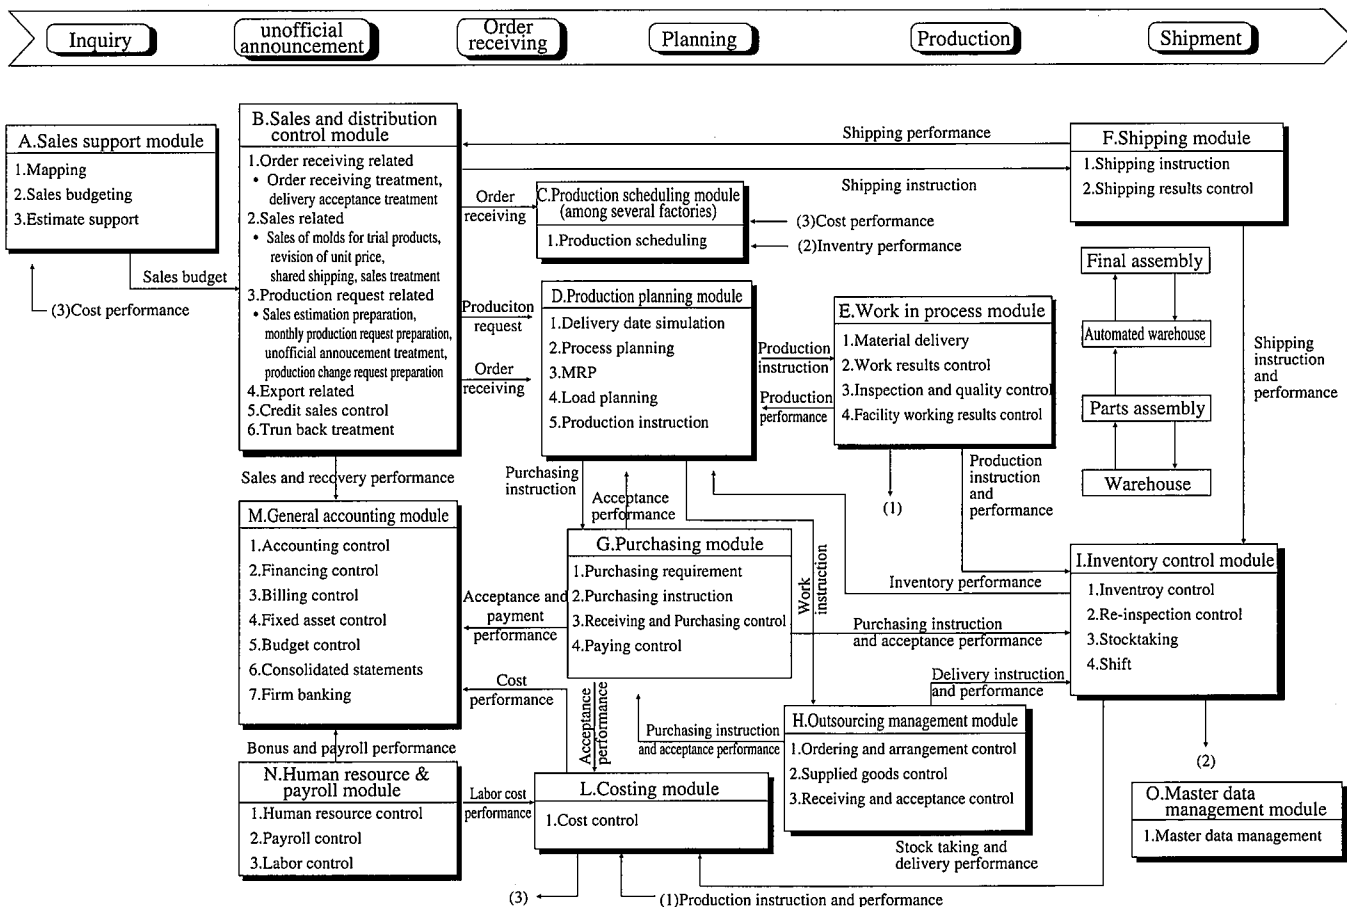 Inquiry
unofficial
announcement
Order
receiving
Planning
Production
Shipment
A.Sales support module
1.Mapping
2.Sales budgeting
3.Estimate support
Sales budget
(3)Cost performance
B.Sales and distribution
control module
1.Order receiving related
• Order receiving treatment,
delivery acceptance treatment
2.Sales related
• Sales of molds for trial products,
revision of unit price,
shared shipping, sales treatment
3.Production request related
• Sales estimation preparation,
monthly production request preparation,
unofficial annoucement treatment,
production change request preparation
4.Export related
5.Credit sales control
6.Trun back treatment
Shipping performance
Shipping instruction
Order
receiving
C.Production scheduling module
(among several factories)
1.Production scheduling
(3)Cost performance
(2)Inventry performance
F.Shipping module
1.Shipping instruction
2.Shipping results control
Produciton
request
Order
receiving
D.Production planning module
1.Delivery date simulation
2.Process planning
3.MRP
4.Load planning
5.Production instruction
Production
instruction
Production
performance
E.Work in process module
1.Material delivery
2.Work results control
3.Inspection and quality control
4.Facility working results control
Final assembly
Automated warehouse
Parts assembly
Warehouse
Shipping
instruction
and
performance
Sales and recovery performance
Purchasing
instruction
Acceptance
performance
(1)
Production
instruction
and
performance
M.General accounting module
1.Accounting control
2.Financing control
3.Billing control
4.Fixed asset control
5.Budget control
6.Consolidated statements
7.Firm banking
Acceptance and
payment
performance
Cost
performance
G.Purchasing module
1.Purchasing requirement
2.Purchasing instruction
3.Receiving and Purchasing control
4.Paying control
Work
instruction
Inventory performance
Purchasing instruction
and acceptance performance
Delivery instruction
and performance
I.Inventory control module
1.Inventroy control
2.Re-inspection control
3.Stocktaking
4.Shift
Acceptance
performance
Purchasing instruction
and acceptance performance
H.Outsourcing management module
1.Ordering and arrangement control
2.Supplied goods control
3.Receiving and acceptance control
(2)
Bonus and payroll performance
N.Human resource &
payroll module
1.Human resource control
2.Payroll control
3.Labor control
Labor cost
performance
L.Costing module
1.Cost control
Stock taking and
delivery performance
O.Master data
management module
1.Master data management
(3)
(1)Production instruction and performance